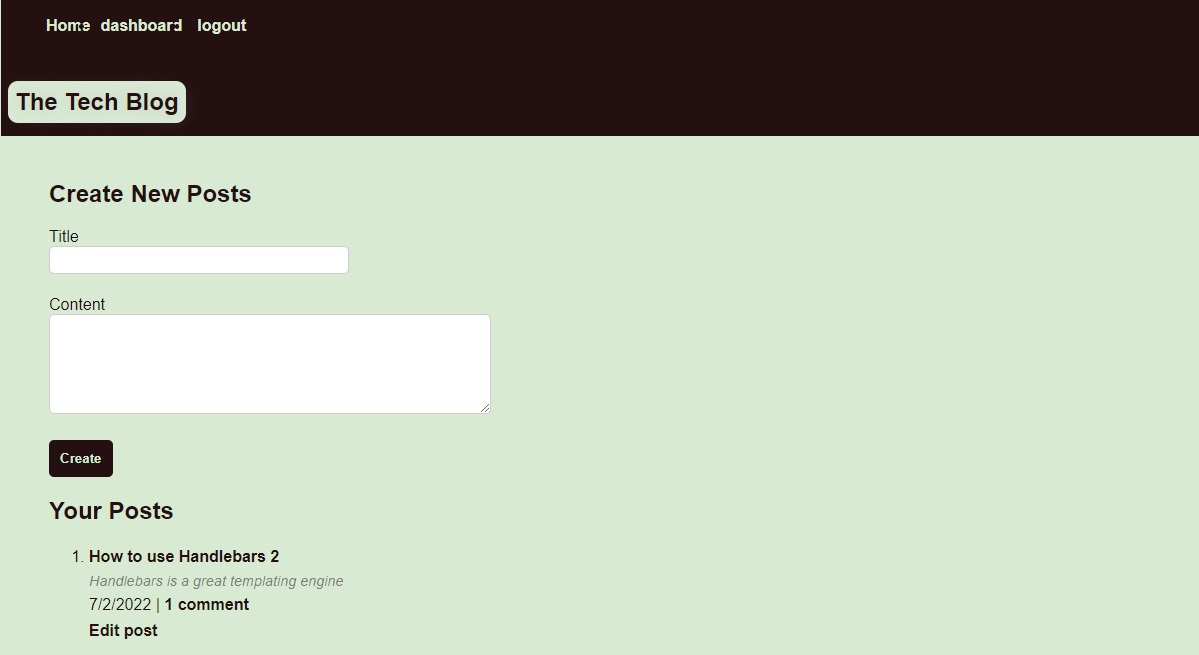 Home dashboard logout
The Tech Blog
Create New Posts
Title
Content
Create
Your Posts
1. How to use Handlebars 2
Handlebars is a great templating engine
7/2/2022 | 1 comment
Edit post